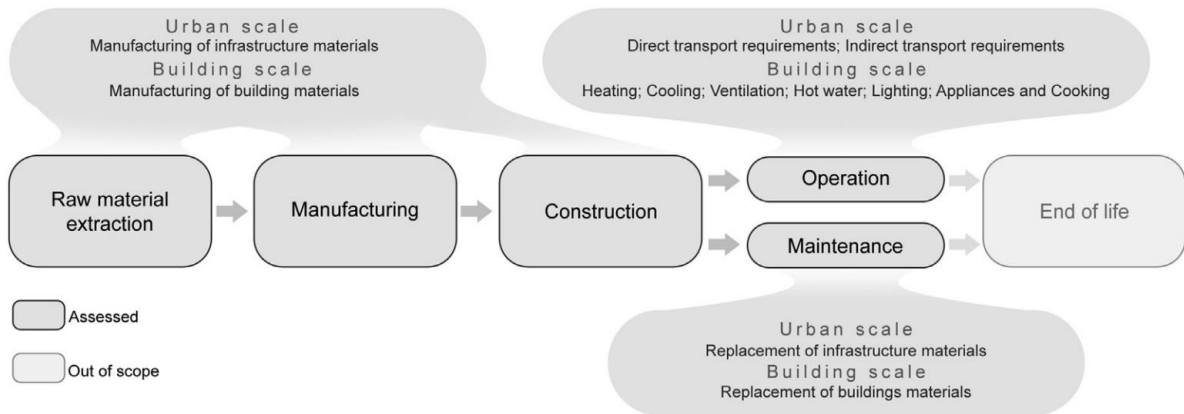 Urban scale
Manufacturing of infrastructure materials
Building scale
Manufacturing of building materials
Urban scale
Direct transport requirements; Indirect transport requirements
Building scale
Heating; Cooling; Ventilation; Hot water; Lighting; Appliances and Cooking
Raw material
extraction
Manufacturing
Construction
Operation
Maintenance
End of life
Assessed
Out of scope
Urban scale
Replacement of infrastructure materials
Building scale
Replacement of buildings materials